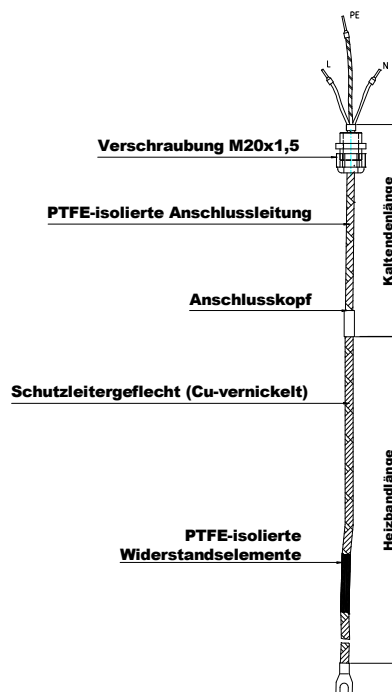 PE
L
N
Verschraubung M20x1,5
PTFE-isolierte Anschlussleitung
Kaltendenlänge
Anschlusskopf
Schutzleitergeflecht (Cu-vernickelt)
Heizbandlänge
PTFE-isolierte
Widerstandselemente